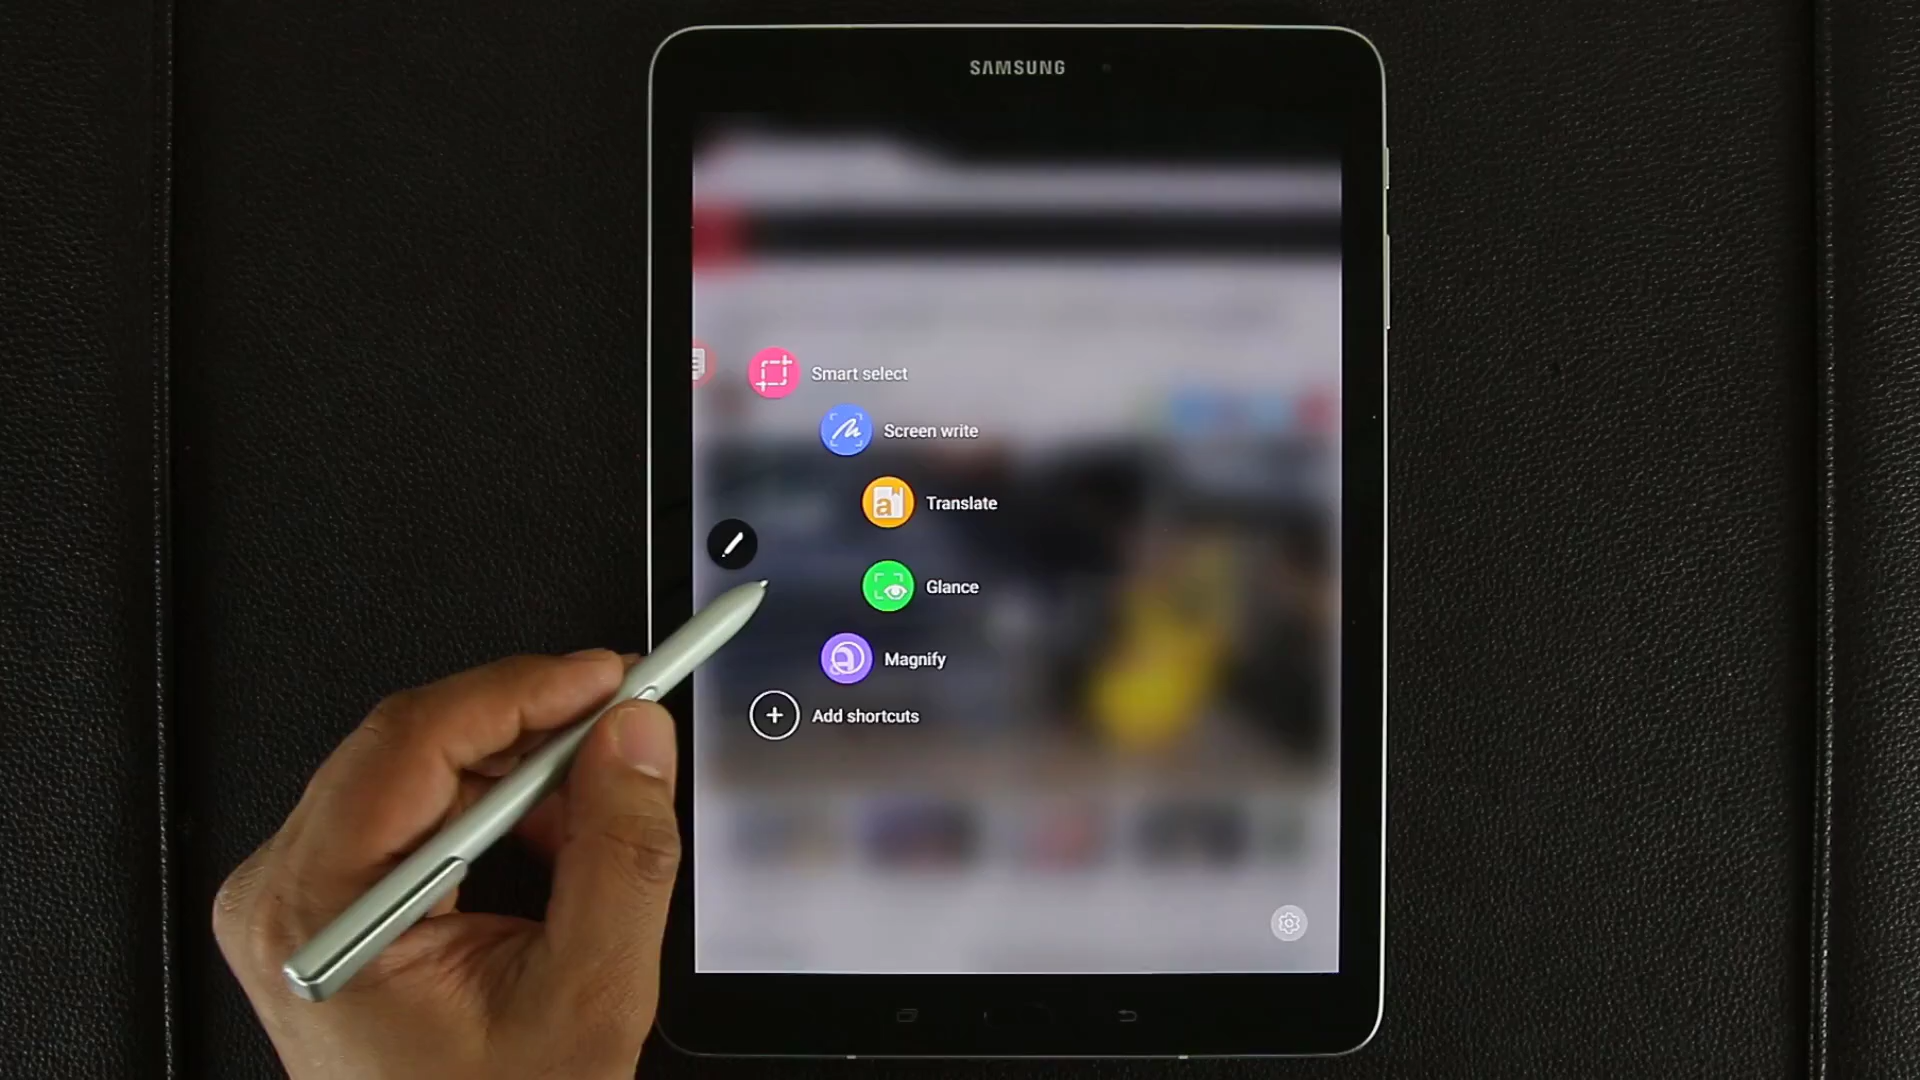 SAMSUNG
Smart select
Screen write
Translate
Glance
Magnify
Add shortcuts